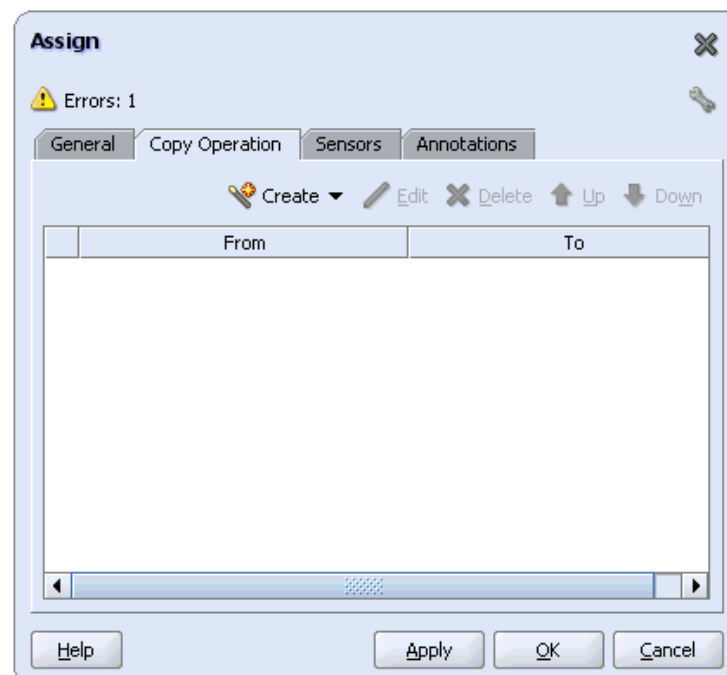 Assign
Errors: 1
General Copy Operation Sensors Annotations
Create Edit Delete Up Down
From To
Help Apply OK Cancel